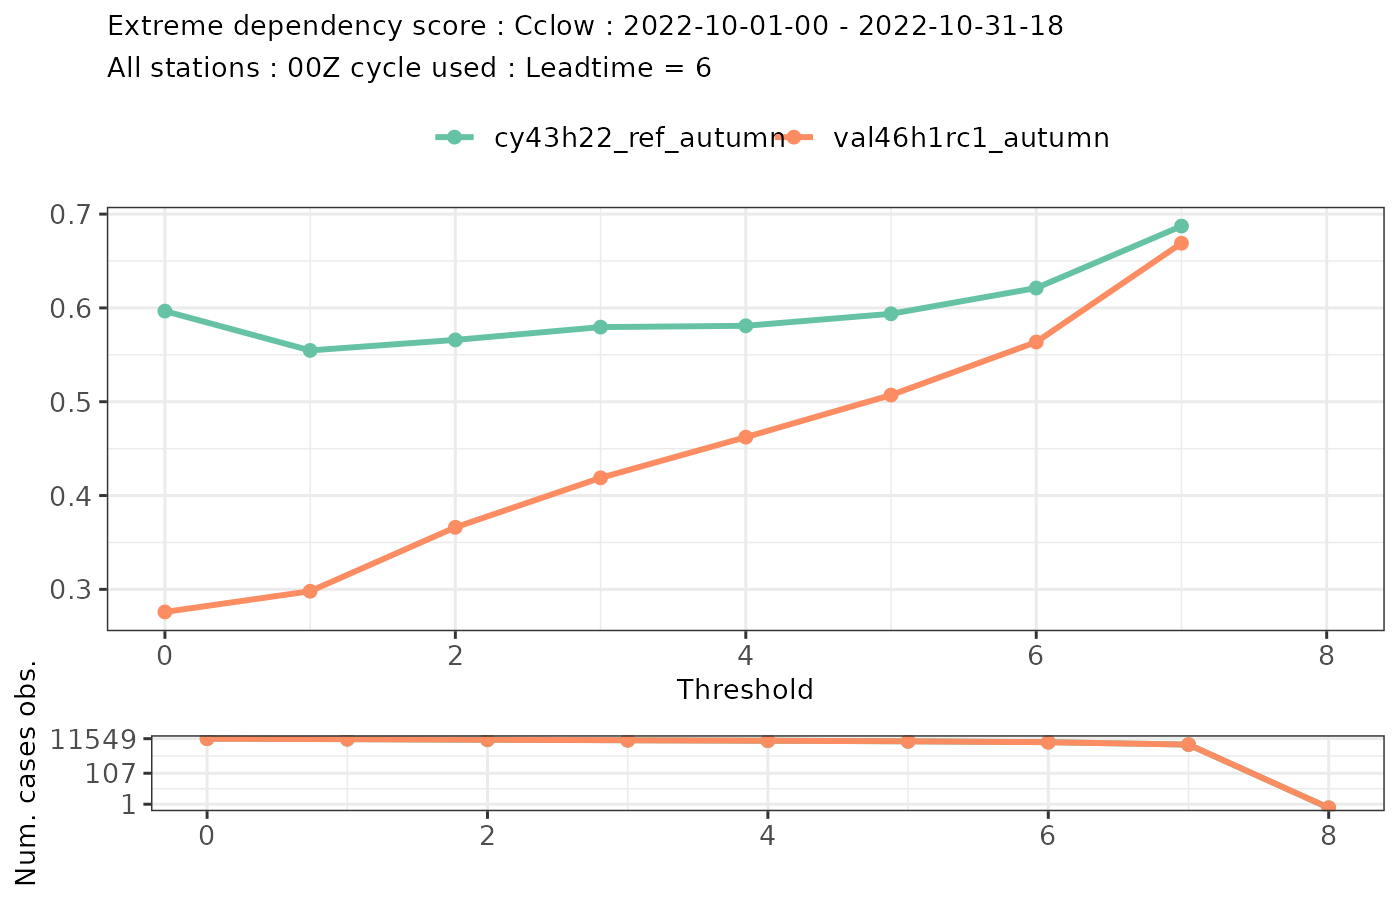 Extreme dependency score : Cclow : 2022-10-01-00 - 2022-10-31-18
All stations : 00Z cycle used : Leadtime = 6
cy43h22_ref_autumn val46h1rc1_autumn
0.7
0.6
0.5
0.4
0.3
0 2 4 6 8
Threshold
Num. cases obs.
11549
107
1
0 2 4 6 8